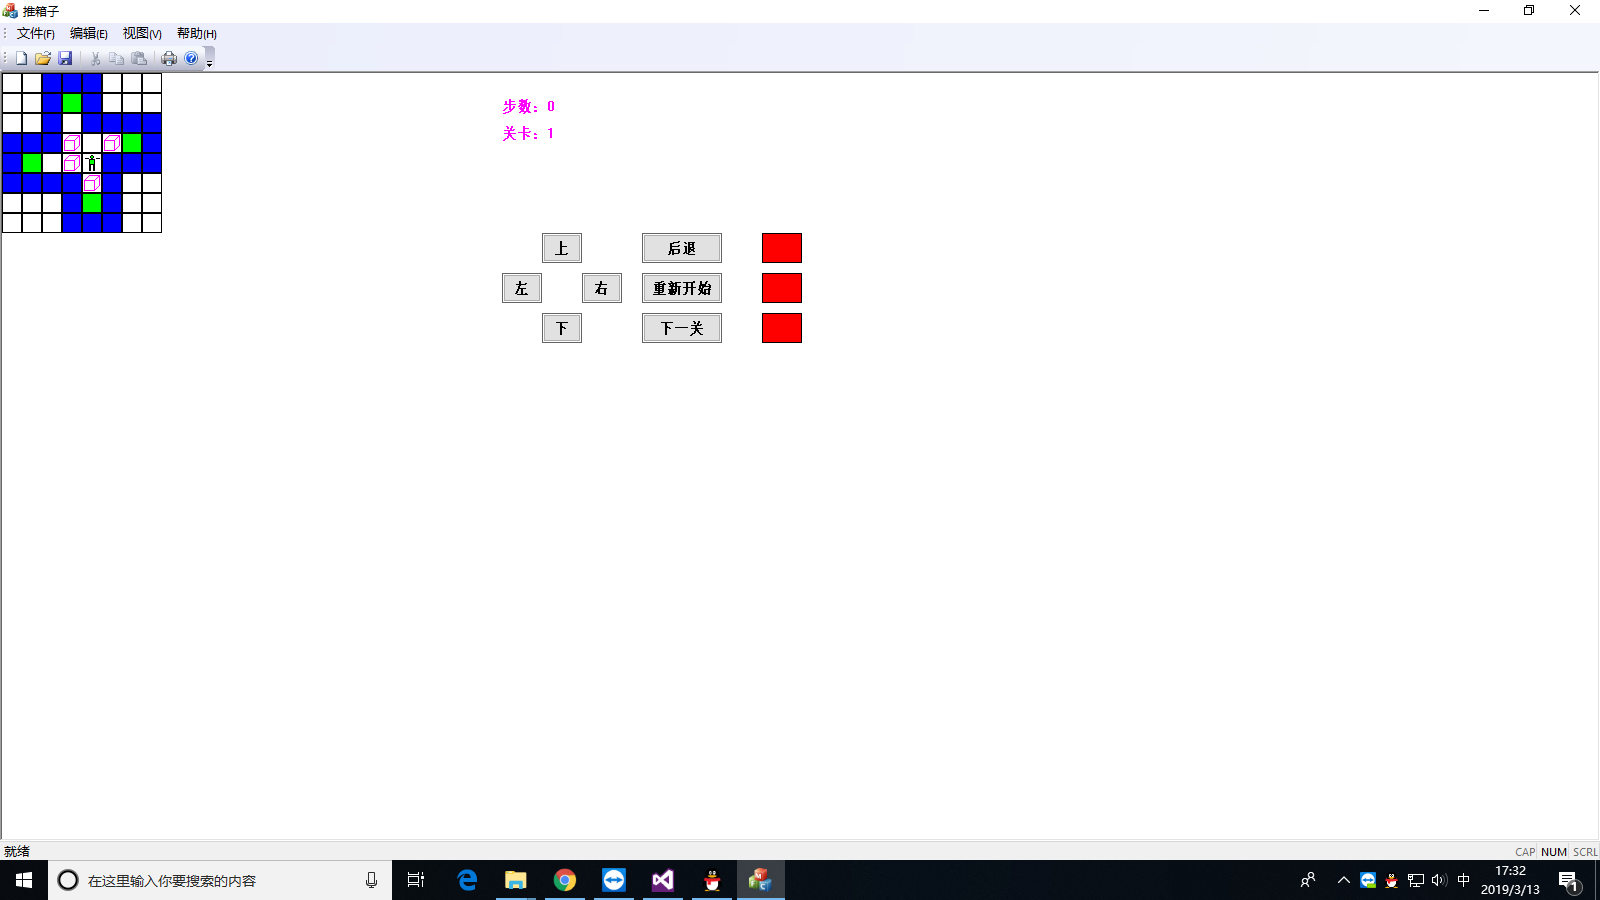 推箱子
文件(F) 编辑(E) 视图(V) 帮助(H)
步数：0
关卡：1
上 后退
左 右 重新开始
下 下一关
就绪 CAP NUM SCRL
在这里输入你要搜索的内容 中 17:32
2019/3/13 1